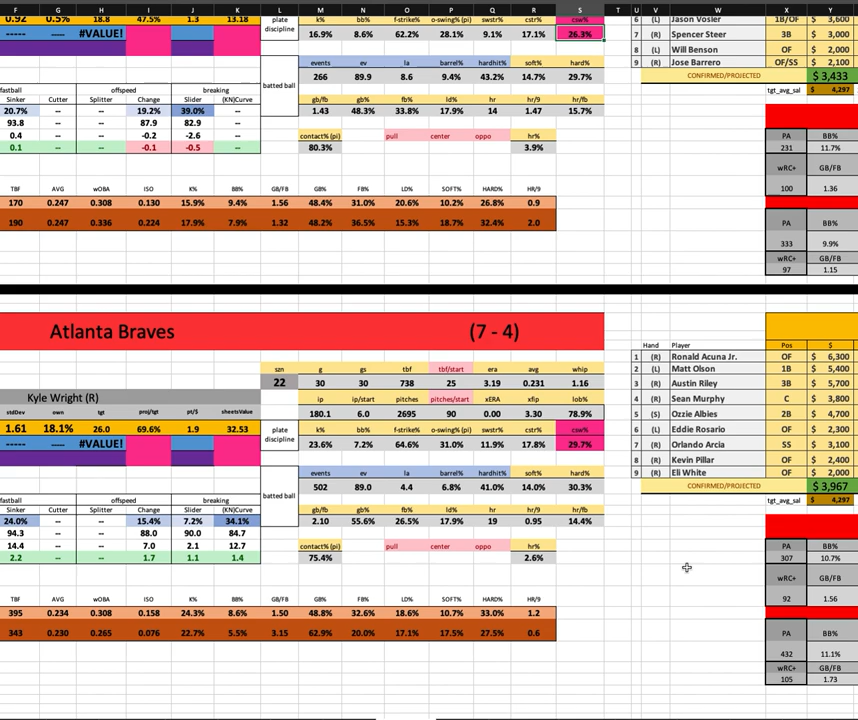 F G H I J K L M N O P Q R S T U V W X Y
0.92 0.5% 18.8 47.5% 1.3 13.18 plate discipline k% bb% f-strike% o-swing% (pi) swstr% cstr% csw% 6 (L) Jason Vosler 1B/OF $ 3,600
----- ----- #VALUE! 16.9% 8.6% 62.2% 28.1% 9.1% 17.1% 26.3% 7 (R) Spencer Steer 3B $ 3,000
8 (L) Will Benson OF $ 2,000
events ev la barrel% hardhit% soft% hard% 9 (R) Jose Barrero OF/SS $ 2,100
batted ball 266 89.9 8.6 9.4% 43.2% 14.7% 29.7% CONFIRMED/PROJECTED $ 3,433
fastball offspeed breaking tgt_avg_sal $ 4,297
Sinker Cutter Splitter Change Slider (KN)Curve gb/fb gb% fb% ld% hr hr/9 hr/fb
20.7% -- -- 19.2% 39.0% -- 1.43 48.3% 33.8% 17.9% 14 1.47 15.7%
93.8 -- -- 87.9 82.9 --
0.4 -- -- -0.2 -2.6 -- contact% (pi) pull center oppo hr% PA BB%
0.1 -- -- -0.1 -0.5 -- 80.3% 3.9% 231 11.7%
wRC+ GB/FB
TBF AVG wOBA ISO K% BB% GB/FB GB% FB% LD% SOFT% HARD% HR/9 100 1.36
170 0.247 0.308 0.130 15.9% 9.4% 1.56 48.4% 31.0% 20.6% 10.2% 26.8% 0.9
190 0.247 0.336 0.224 17.9% 7.9% 1.32 48.2% 36.5% 15.3% 18.7% 32.4% 2.0 PA BB%
333 9.9%
wRC+ GB/FB
97 1.15
Atlanta Braves (7 - 4)
Hand Player Pos $
1 (R) Ronald Acuna Jr. OF $ 6,300
szn g gs tbf tbf/start era avg whip 2 (L) Matt Olson 1B $ 5,400
22 30 30 738 25 3.19 0.231 1.16 3 (R) Austin Riley 3B $ 5,700
Kyle Wright (R) ip ip/start pitches pitches/start xERA xfip lob% 4 (R) Sean Murphy C $ 3,800
stdDev own tgt proj/tgt pt/$ sheetsValue 180.1 6.0 2695 90 0.00 3.30 78.9% 5 (S) Ozzie Albies 2B $ 4,700
1.61 18.1% 26.0 69.6% 1.9 32.53 plate discipline k% bb% f-strike% o-swing% (pi) swstr% cstr% csw% 6 (L) Eddie Rosario OF $ 2,300
----- ----- #VALUE! 23.6% 7.2% 64.6% 31.0% 11.9% 17.8% 29.7% 7 (R) Orlando Arcia SS $ 3,100
8 (R) Kevin Pillar OF $ 2,400
events ev la barrel% hardhit% soft% hard% 9 (R) Eli White OF $ 2,000
batted ball 502 89.0 4.4 6.8% 41.0% 14.0% 30.3% CONFIRMED/PROJECTED $ 3,967
fastball offspeed breaking tgt_avg_sal $ 4,297
Sinker Cutter Splitter Change Slider (KN)Curve gb/fb gb% fb% ld% hr hr/9 hr/fb
24.0% -- -- 15.4% 7.2% 34.1% 2.10 55.6% 26.5% 17.9% 19 0.95 14.4%
94.3 -- -- 88.0 90.0 84.7
14.4 -- -- 7.0 2.1 12.7 contact% (pi) pull center oppo hr% PA BB%
2.2 -- -- 1.7 1.1 1.4 75.4% 2.6% 307 10.7%
wRC+ GB/FB
TBF AVG wOBA ISO K% BB% GB/FB GB% FB% LD% SOFT% HARD% HR/9 92 1.56
395 0.234 0.308 0.158 24.3% 8.6% 1.50 48.8% 32.6% 18.6% 10.7% 33.0% 1.2
343 0.230 0.265 0.076 22.7% 5.5% 3.15 62.9% 20.0% 17.1% 17.5% 27.5% 0.6 PA BB%
432 11.1%
wRC+ GB/FB
105 1.73